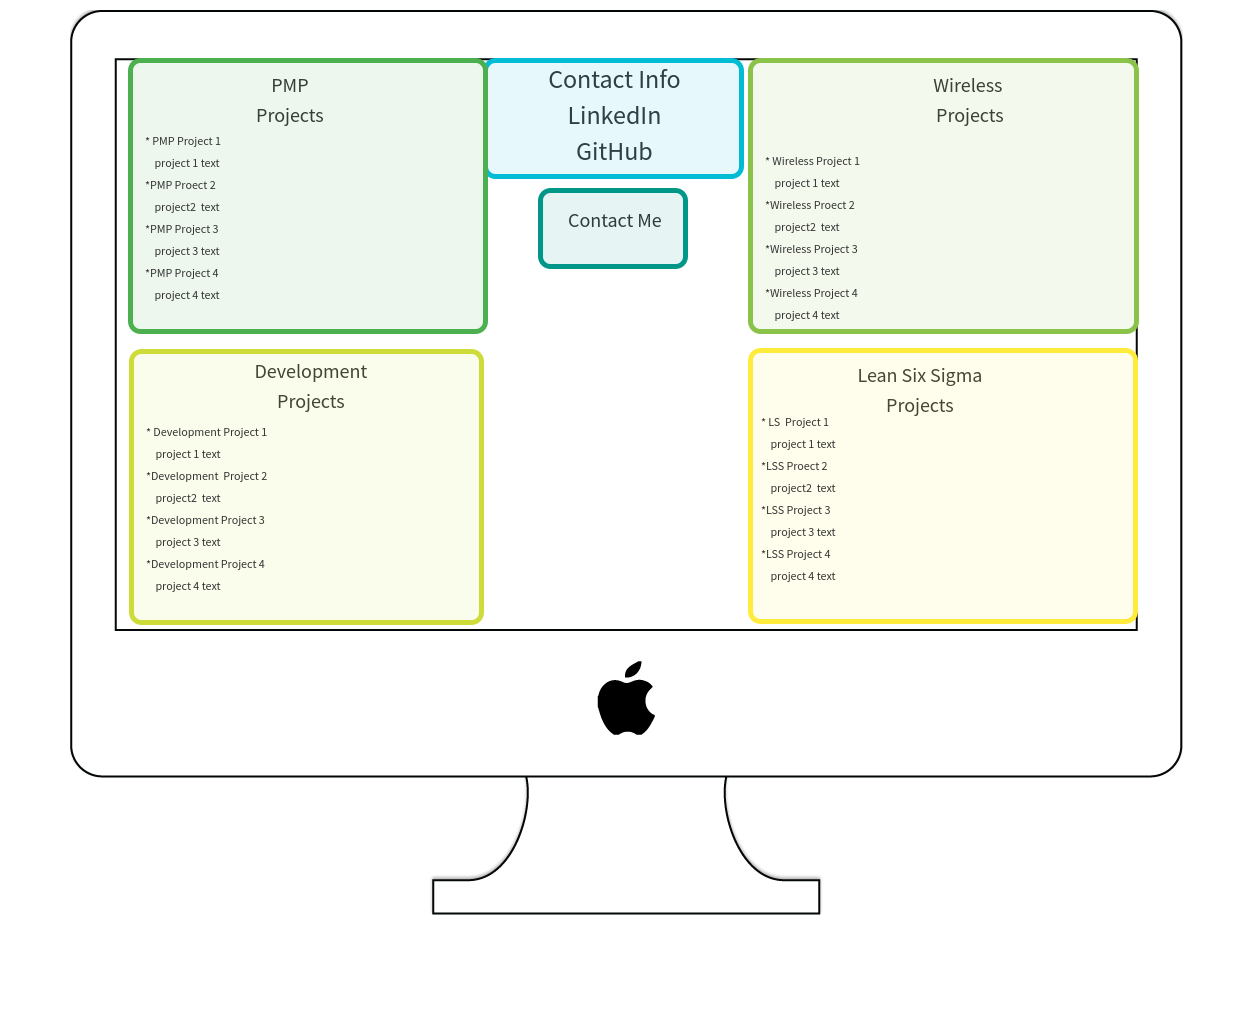 PMP
Projects
* PMP Project 1
project 1 text
*PMP Proect 2
project2  text
*PMP Project 3
project 3 text
*PMP Project 4
project 4 text
Contact Info
LinkedIn
GitHub
Contact Me
Wireless
Projects
* Wireless Project 1
project 1 text
*Wireless Proect 2
project2  text
*Wireless Project 3
project 3 text
*Wireless Project 4
project 4 text
Development
Projects
* Development Project 1
project 1 text
*Development  Project 2
project2  text
*Development Project 3
project 3 text
*Development Project 4
project 4 text
Lean Six Sigma
Projects
* LS  Project 1
project 1 text
*LSS Proect 2
project2  text
*LSS Project 3
project 3 text
*LSS Project 4
project 4 text